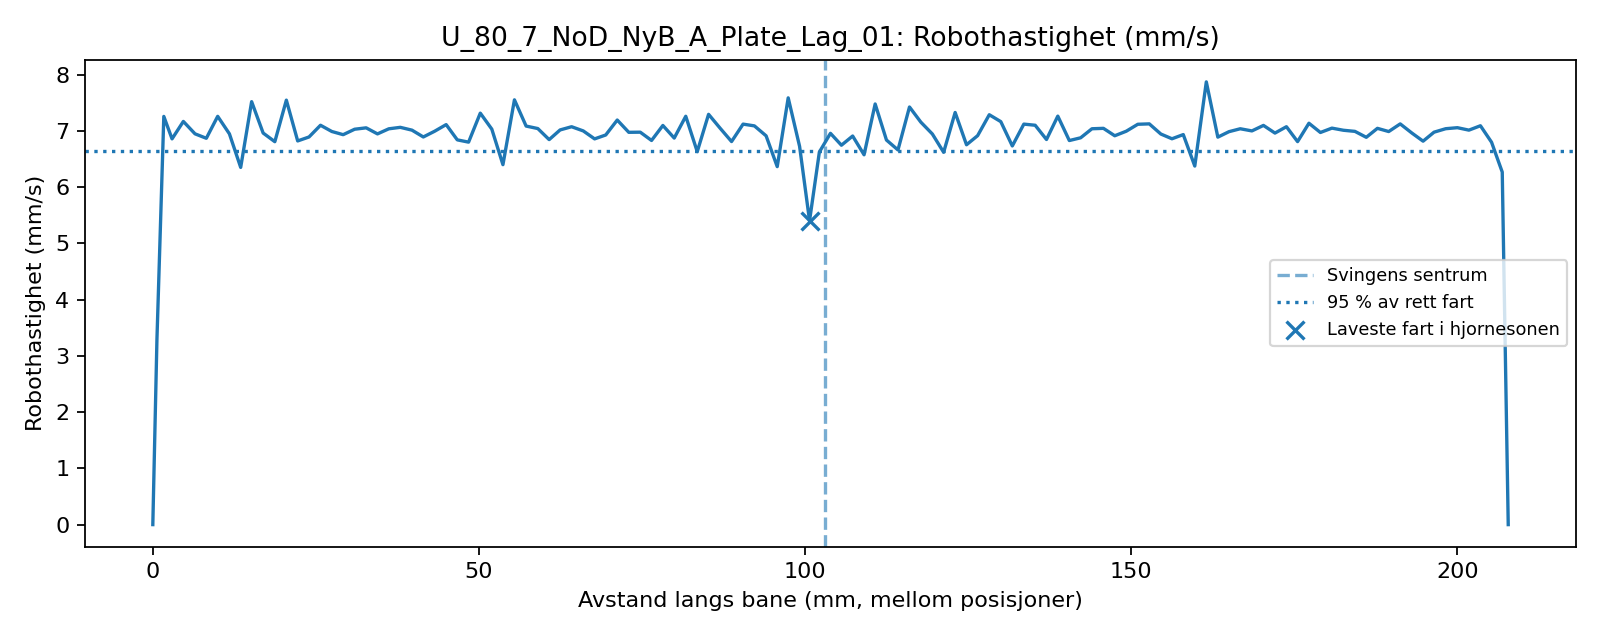 U_80_7_NoD_NyB_A_Plate_Lag_01: Robothastighet (mm/s)
Robothastighet (mm/s)
8
7
6
5
4
3
2
1
0
Svingens sentrum
95 % av rett fart
Laveste fart i hjornesonen
0 50 100 150 200
Avstand langs bane (mm, mellom posisjoner)